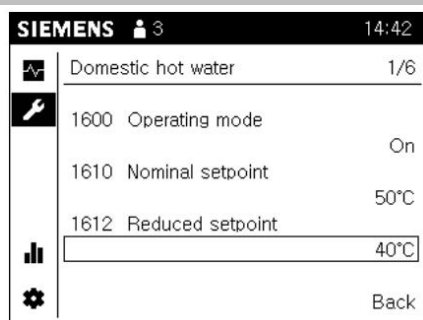 SIEMENS 3 14:42
Domestic hot water 1/6
1600 Operating mode
On
1610 Nominal setpoint
50°C
1612 Reduced setpoint
40°C
Back